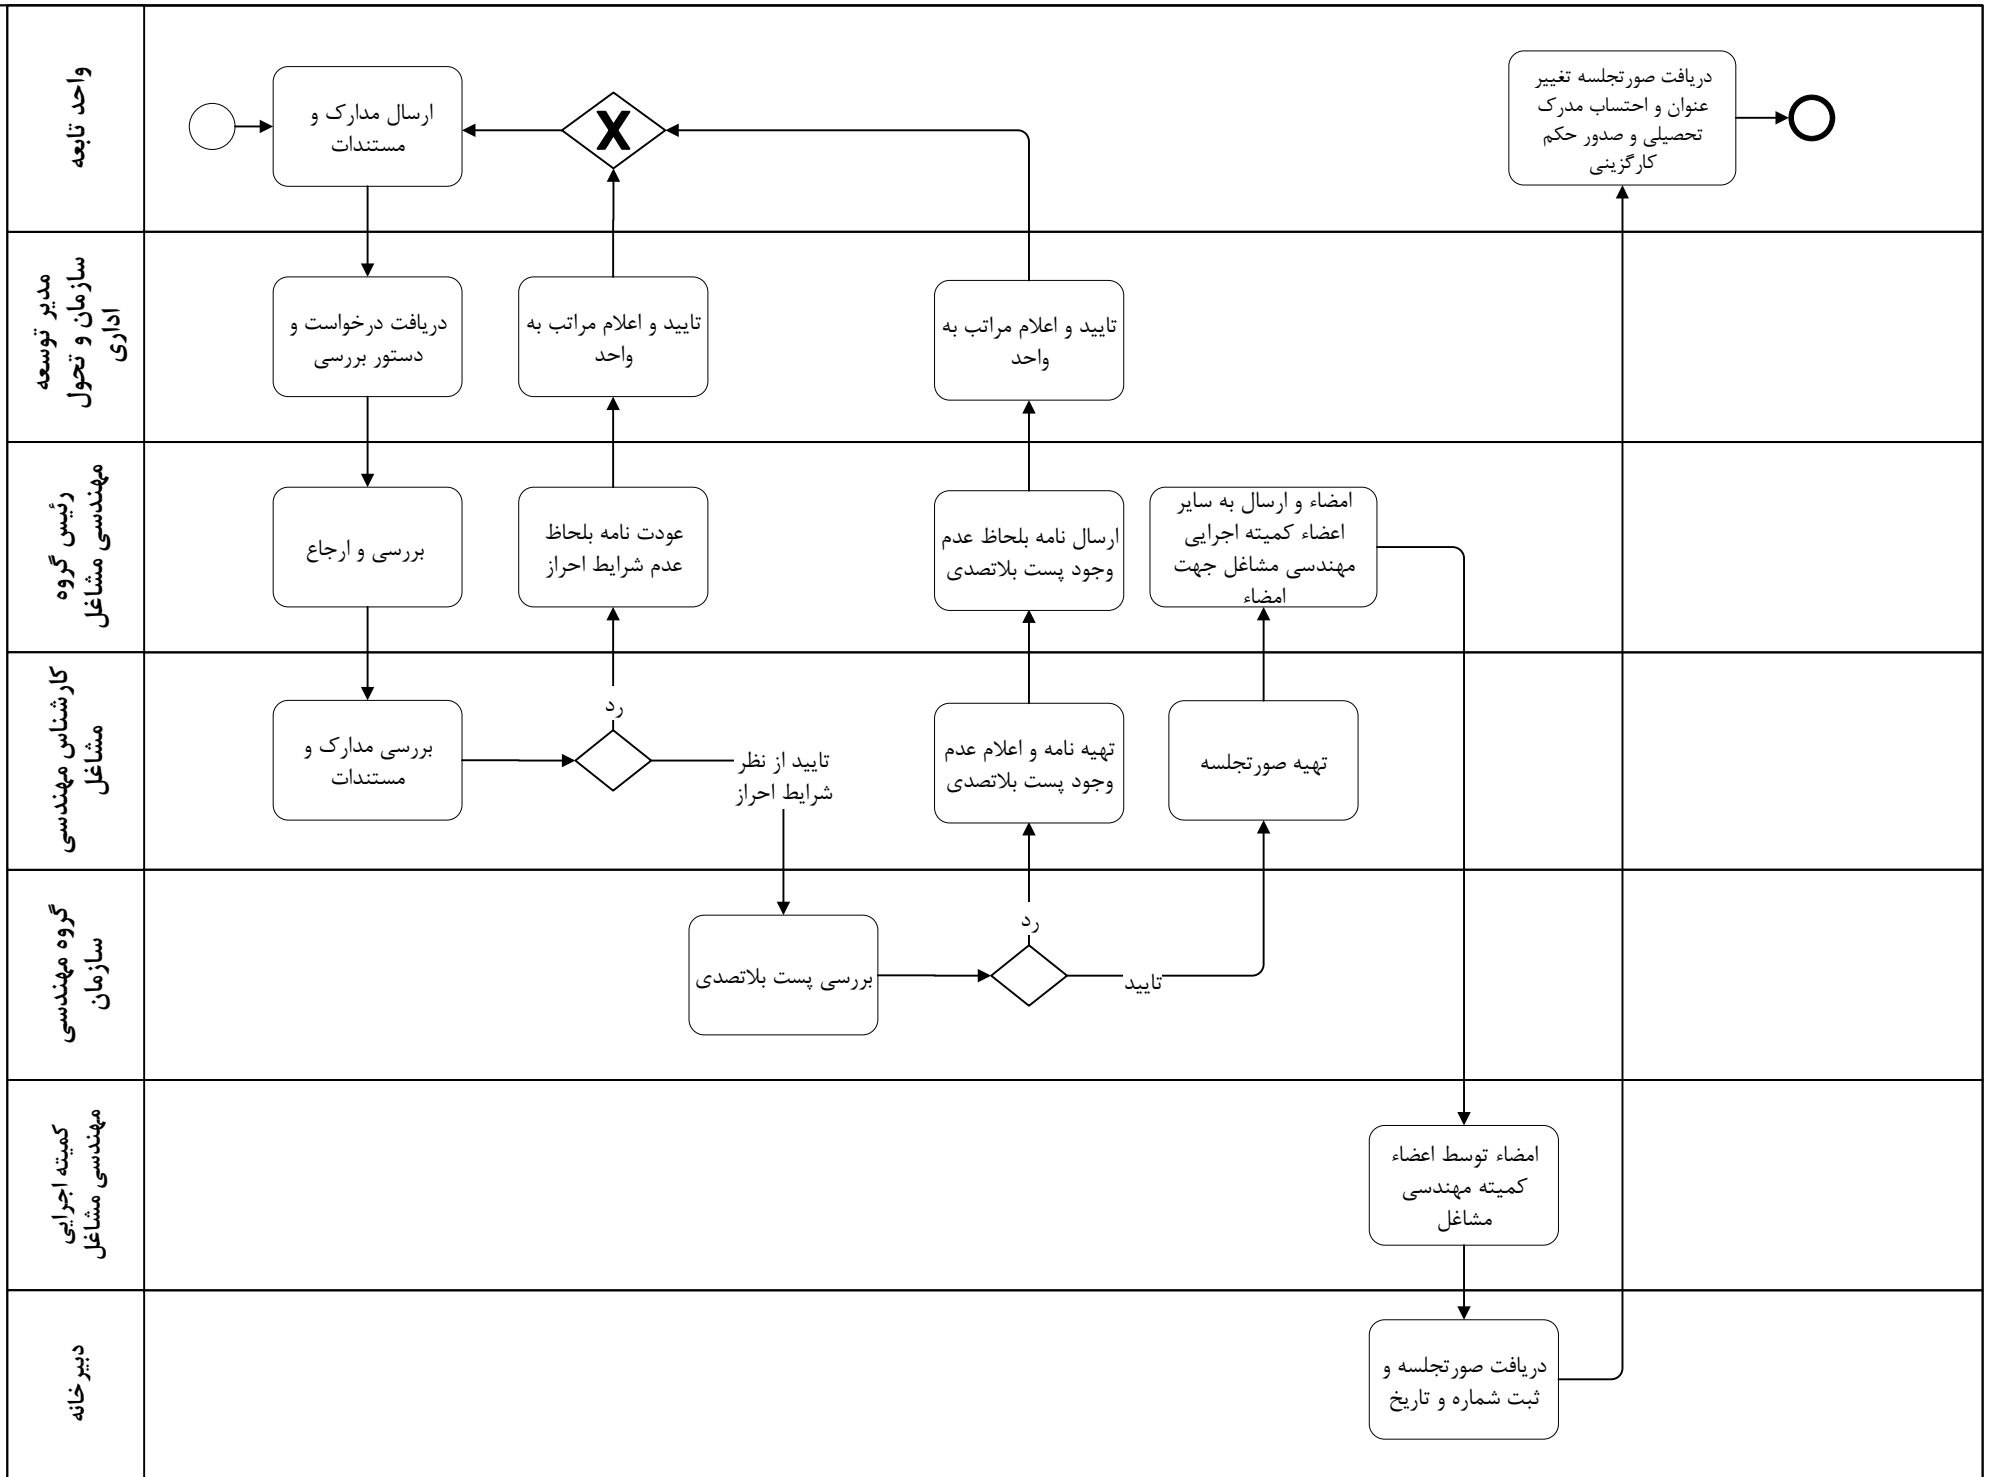 واحد تابعه
ارسال مدارک و
مستندات
X
دریافت صورتجلسه تغییر
عنوان و احتساب مدرک
تحصیلی و صدور حکم
کارگزینی
مدیر توسعه
سازمان و تحول
اداری
دریافت درخواست و
دستور بررسی
تایید و اعلام مراتب به
واحد
تایید و اعلام مراتب به
واحد
رئیس گروه
مهندسی مشاغل
بررسی و ارجاع
عودت نامه بلحاظ
عدم شرایط احراز
ارسال نامه بلحاظ عدم
وجود پست بلاتصدی
امضاء و ارسال به سایر
اعضاء کمیته اجرایی
مهندسی مشاغل جهت
امضاء
کارشناس مهندسی
مشاغل
بررسی مدارک و
مستندات
رد
تایید از نظر
شرایط احراز
تهیه نامه و اعلام عدم
وجود پست بلاتصدی
تهیه صورتجلسه
گروه مهندسی
سازمان
بررسی پست بلاتصدی
رد
تایید
کمیته اجرایی
مهندسی مشاغل
امضاء توسط اعضاء
کمیته مهندسی
مشاغل
دبیرخانه
دریافت صورتجلسه و
ثبت شماره و تاریخ